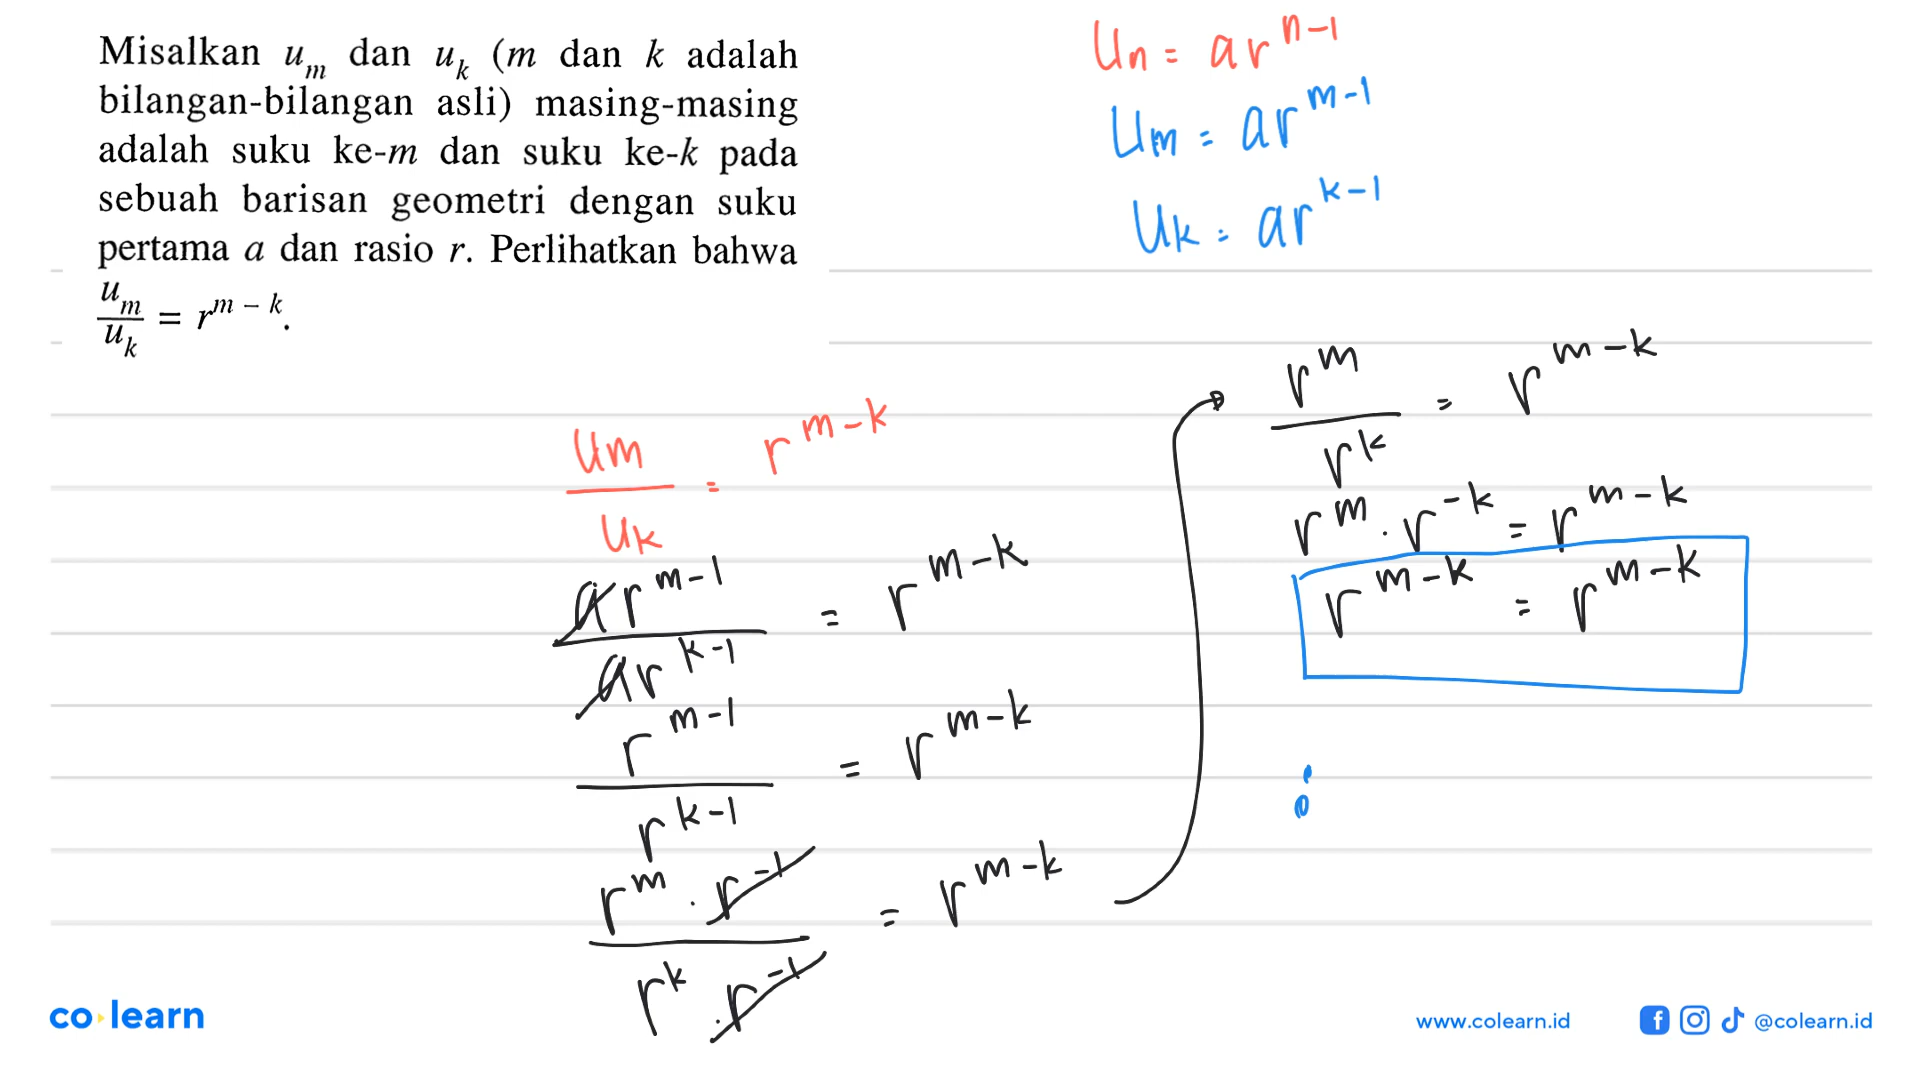 Misalkan u_m dan u_k (m dan k adalah
bilangan-bilangan asli) masing-masing
adalah suku ke-m dan suku ke-k pada
sebuah barisan geometri dengan suku
pertama a dan rasio r. Perlihatkan bahwa
u_m/u_k = r^(m – k).
Un = ar^(n-1)
Um = ar^(m-1)
Uk = ar^(k-1)
Um/Uk = r^(m-k)
ar^(m-1)/ar^(k-1) = r^(m-k)
r^(m-1)/r^(k-1) = r^(m-k)
r^m . r^(-1)/r^k . r^(-1) = r^(m-k)
r^m/r^k = r^(m-k)
r^m . r^(-k) = r^(m-k)
r^(m-k) = r^(m-k)
co learn
www.colearn.id
@colearn.id